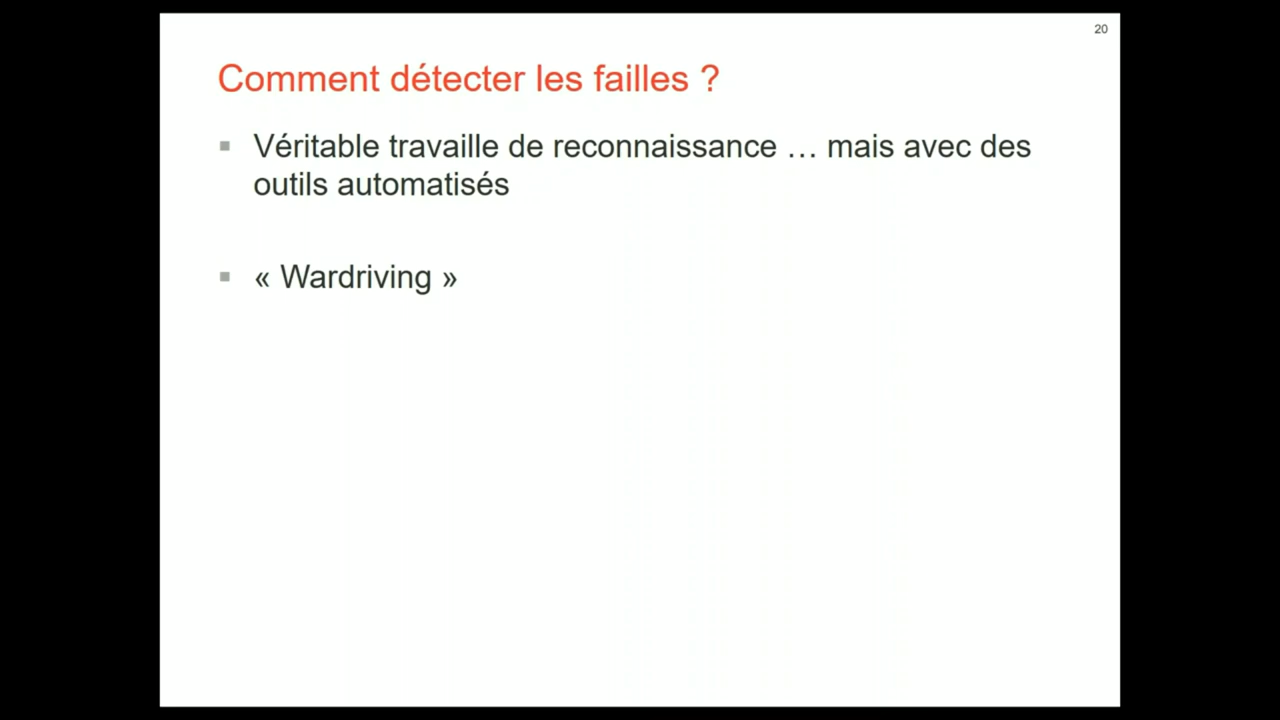 20
Comment détecter les failles ?
Véritable travaille de reconnaissance … mais avec des
outils automatisés
« Wardriving »